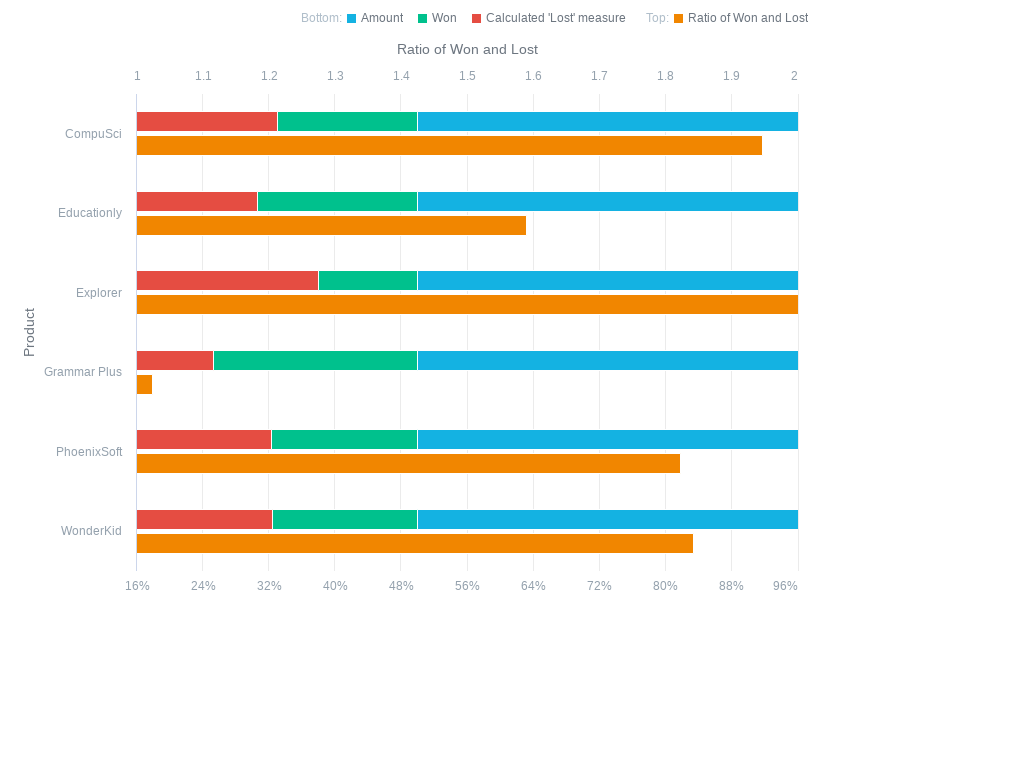 Bottom: Amount Won Calculated 'Lost' measure Top: Ratio of Won and Lost
Ratio of Won and Lost
1 1.1 1.2 1.3 1.4 1.5 1.6 1.7 1.8 1.9 2
CompuSci
Educationly
Explorer
Product
Grammar Plus
PhoenixSoft
WonderKid
16% 24% 32% 40% 48% 56% 64% 72% 80% 88% 96%